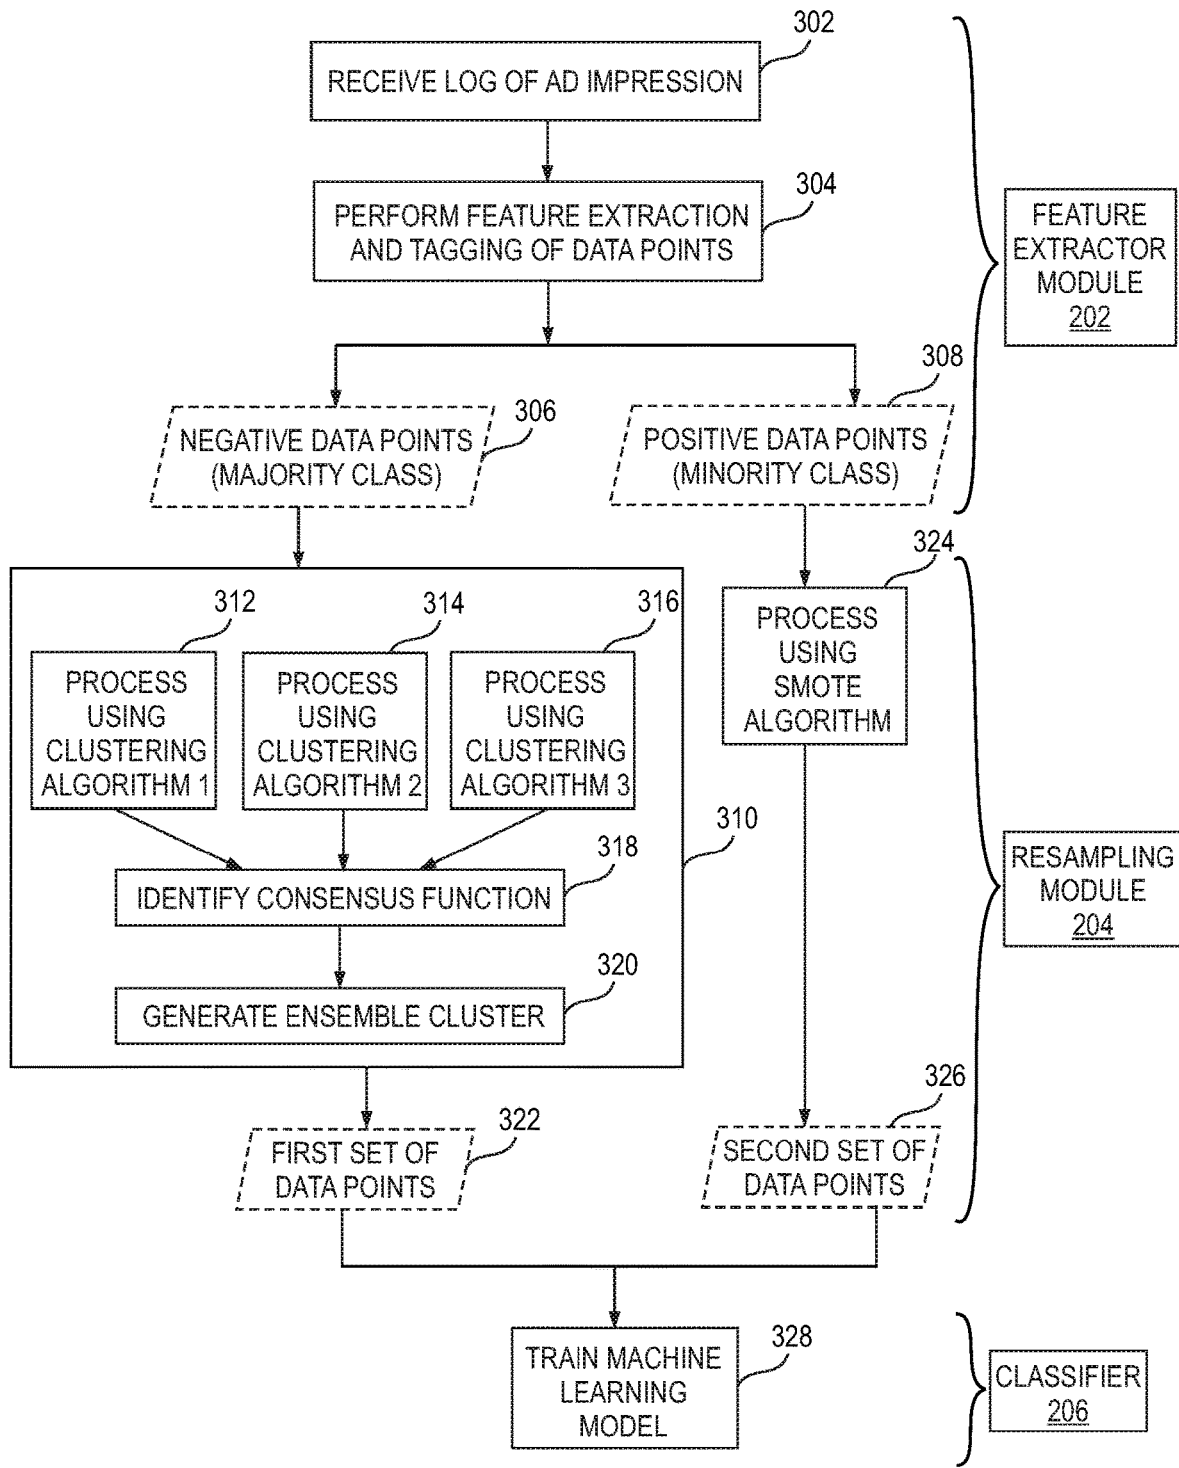 302
RECEIVE LOG OF AD IMPRESSION
304
PERFORM FEATURE EXTRACTION
AND TAGGING OF DATA POINTS
FEATURE
EXTRACTOR
MODULE
202
306
NEGATIVE DATA POINTS
(MAJORITY CLASS)
308
POSITIVE DATA POINTS
(MINORITY CLASS)
312
PROCESS
USING
CLUSTERING
ALGORITHM 1
314
PROCESS
USING
CLUSTERING
ALGORITHM 2
316
PROCESS
USING
CLUSTERING
ALGORITHM 3
324
PROCESS
USING
SMOTE
ALGORITHM
310
318
IDENTIFY CONSENSUS FUNCTION
320
GENERATE ENSEMBLE CLUSTER
RESAMPLING
MODULE
204
322
FIRST SET OF
DATA POINTS
326
SECOND SET OF
DATA POINTS
328
TRAIN MACHINE
LEARNING
MODEL
CLASSIFIER
206